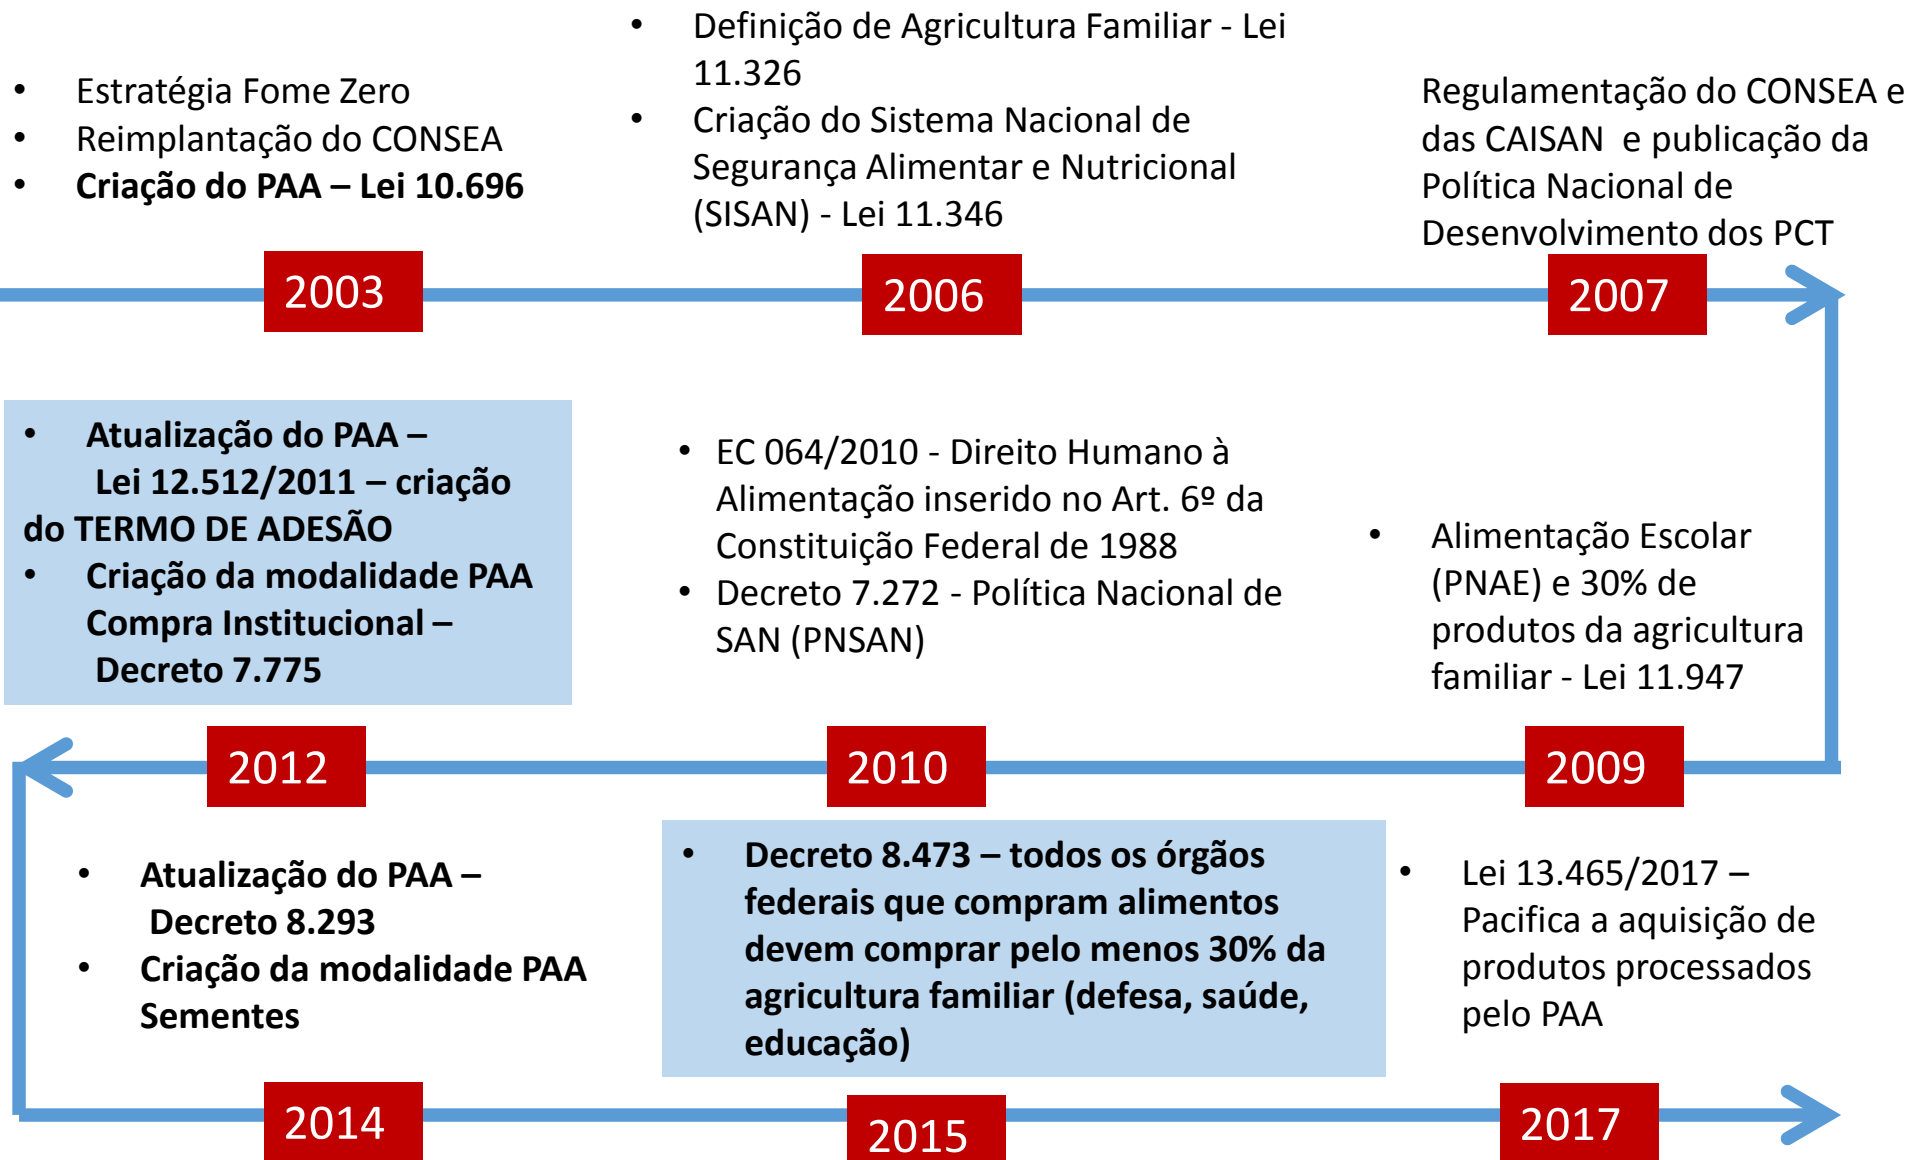 • Estratégia Fome Zero
• Reimplantação do CONSEA
• Criação do PAA – Lei 10.696
2003
• Definição de Agricultura Familiar - Lei
11.326
• Criação do Sistema Nacional de
Segurança Alimentar e Nutricional
(SISAN) - Lei 11.346
2006
Regulamentação do CONSEA e
das CAISAN e publicação da
Política Nacional de
Desenvolvimento dos PCT
2007
• Alimentação Escolar
(PNAE) e 30% de
produtos da agricultura
familiar - Lei 11.947
2009
• EC 064/2010 - Direito Humano à
Alimentação inserido no Art. 6º da
Constituição Federal de 1988
• Decreto 7.272 - Política Nacional de
SAN (PNSAN)
2010
• Atualização do PAA –
Lei 12.512/2011 – criação
do TERMO DE ADESÃO
• Criação da modalidade PAA
Compra Institucional –
Decreto 7.775
2012
• Atualização do PAA –
Decreto 8.293
• Criação da modalidade PAA
Sementes
2014
• Decreto 8.473 – todos os órgãos
federais que compram alimentos
devem comprar pelo menos 30% da
agricultura familiar (defesa, saúde,
educação)
2015
• Lei 13.465/2017 –
Pacifica a aquisição de
produtos processados
pelo PAA
2017